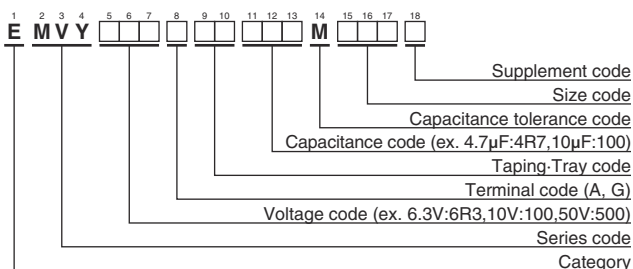 1 2 3 4 5 6 7 8 9 10 11 12 13 14 15 16 17 18
E M V Y M
Supplement code
Size code
Capacitance tolerance code
Capacitance code (ex. 4.7μF:4R7,10μF:100)
Taping·Tray code
Terminal code (A, G)
Voltage code (ex. 6.3V:6R3,10V:100,50V:500)
Series code
Category